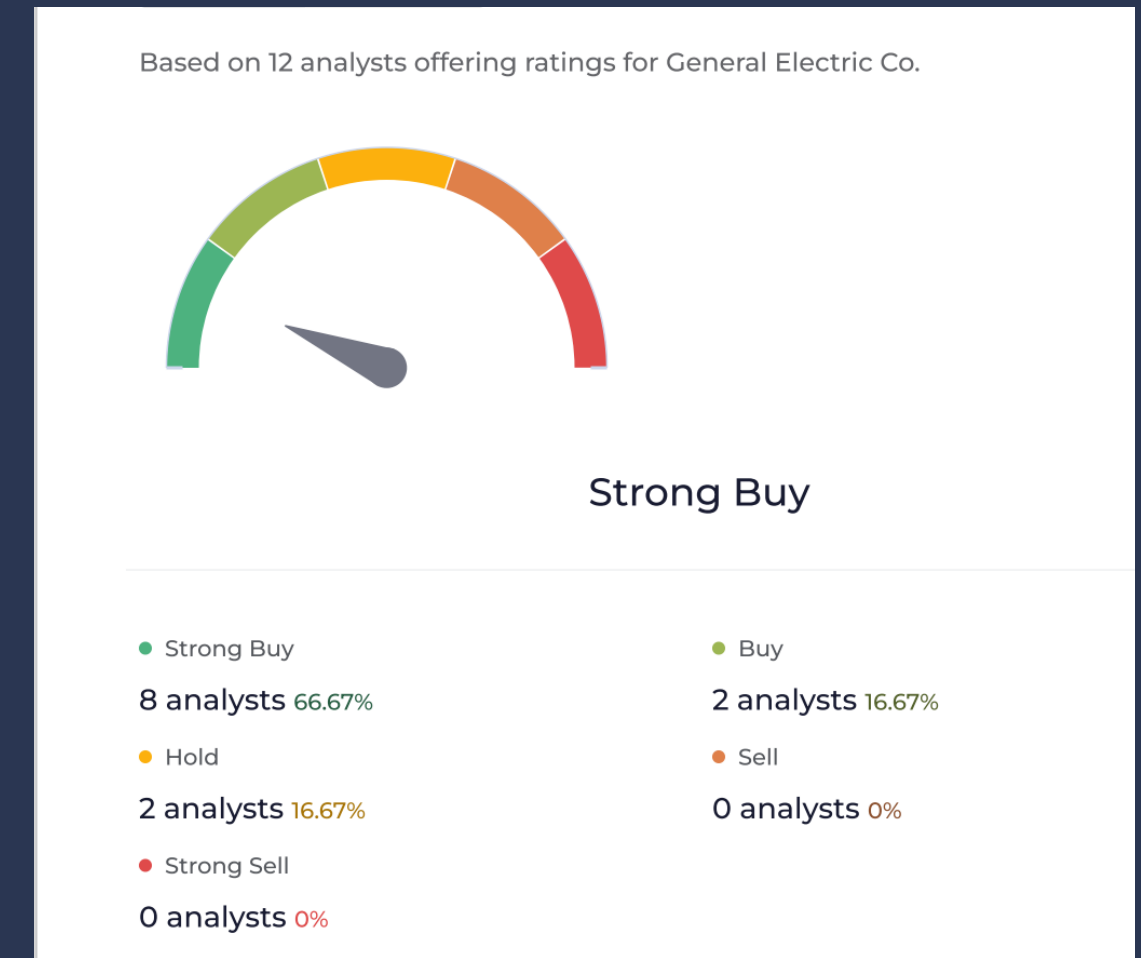 Based on 12 analysts offering ratings for General Electric Co.
Strong Buy
Strong Buy
8 analysts 66.67%
Buy
2 analysts 16.67%
Hold
2 analysts 16.67%
Sell
0 analysts 0%
Strong Sell
0 analysts 0%